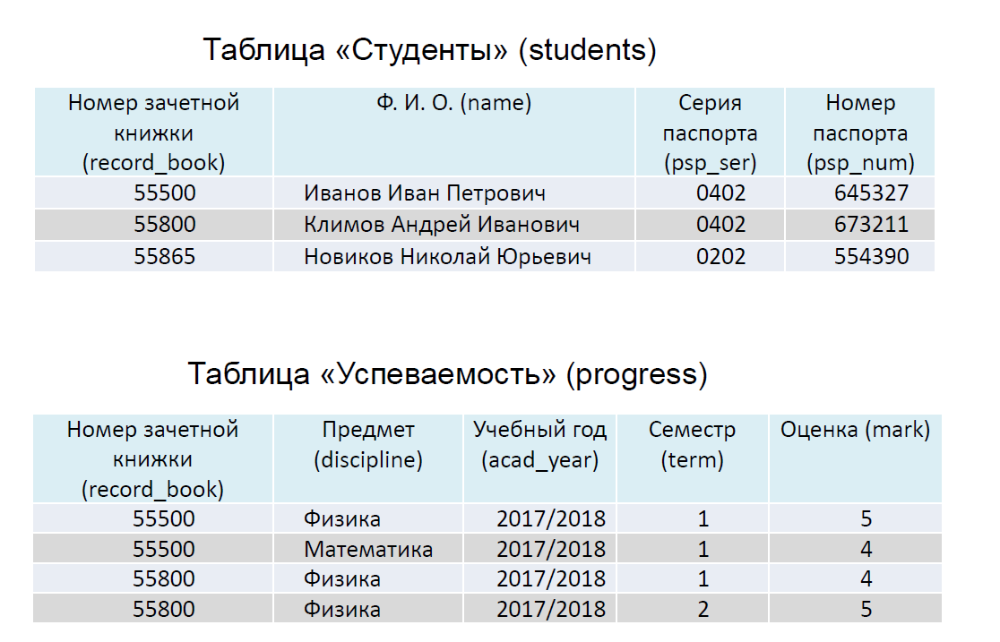 Таблица «Студенты» (students)
Номер зачетной книжки (record_book) Ф. И. О. (name) Серия паспорта (psp_ser) Номер паспорта (psp_num)
55500 Иванов Иван Петрович 0402 645327
55800 Климов Андрей Иванович 0402 673211
55865 Новиков Николай Юрьевич 0202 554390
Таблица «Успеваемость» (progress)
Номер зачетной книжки (record_book) Предмет (discipline) Учебный год (acad_year) Семестр (term) Оценка (mark)
55500 Физика 2017/2018 1 5
55500 Математика 2017/2018 1 4
55800 Физика 2017/2018 1 4
55800 Физика 2017/2018 2 5